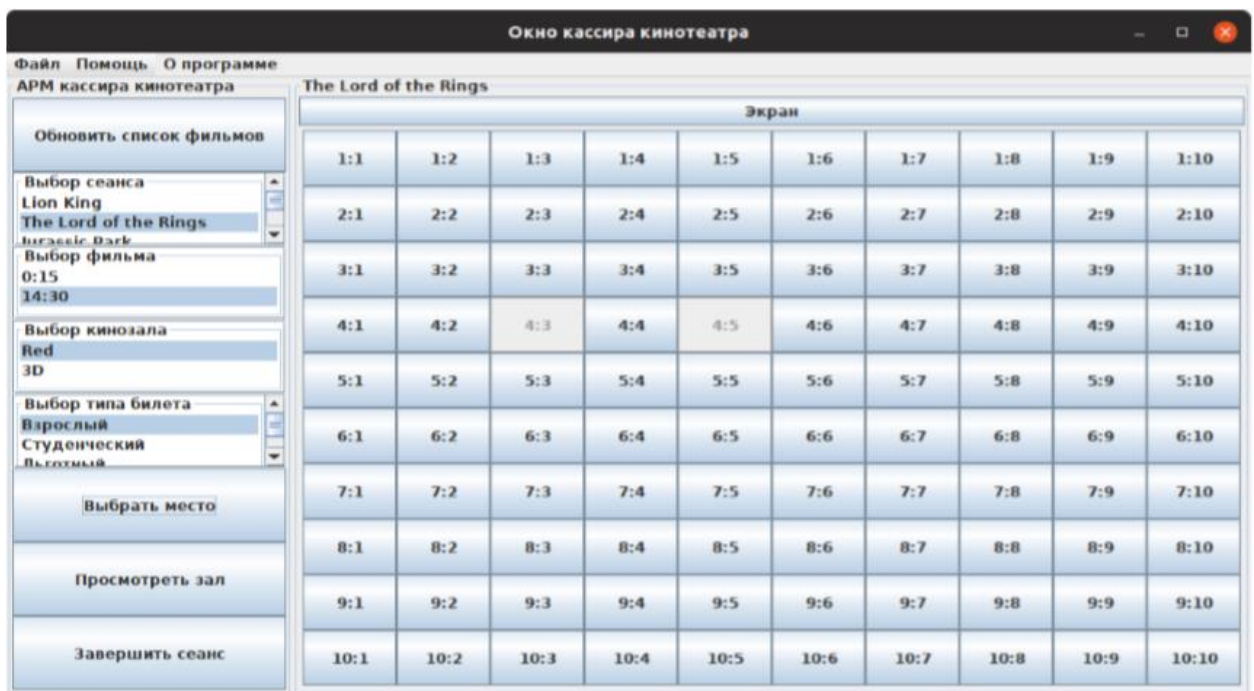 Окно кассира кинотеатра
Файл Помощь О программе
АРМ кассира кинотеатра
Обновить список фильмов
Выбор сеанса
Lion King
The Lord of the Rings
Jurassic Park
Выбор фильма
0:15
14:30
Выбор кинозала
Red
3D
Выбор типа билета
Взрослый
Студенческий
Льготный
Выбрать место
Просмотреть зал
Завершить сеанс
The Lord of the Rings
Экран
1:1 1:2 1:3 1:4 1:5 1:6 1:7 1:8 1:9 1:10
2:1 2:2 2:3 2:4 2:5 2:6 2:7 2:8 2:9 2:10
3:1 3:2 3:3 3:4 3:5 3:6 3:7 3:8 3:9 3:10
4:1 4:2 4:3 4:4 4:5 4:6 4:7 4:8 4:9 4:10
5:1 5:2 5:3 5:4 5:5 5:6 5:7 5:8 5:9 5:10
6:1 6:2 6:3 6:4 6:5 6:6 6:7 6:8 6:9 6:10
7:1 7:2 7:3 7:4 7:5 7:6 7:7 7:8 7:9 7:10
8:1 8:2 8:3 8:4 8:5 8:6 8:7 8:8 8:9 8:10
9:1 9:2 9:3 9:4 9:5 9:6 9:7 9:8 9:9 9:10
10:1 10:2 10:3 10:4 10:5 10:6 10:7 10:8 10:9 10:10